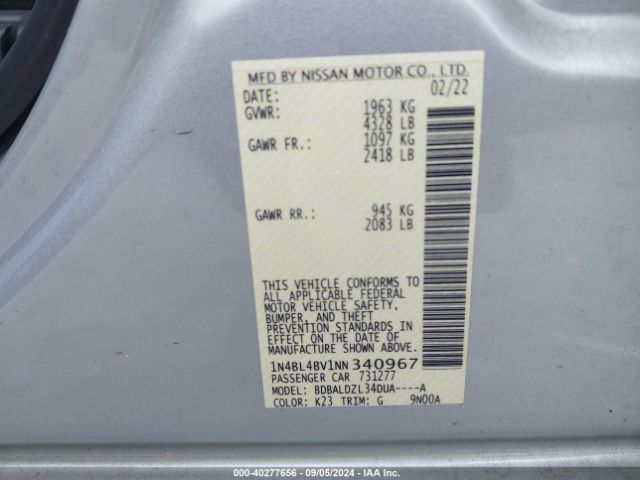 MFD BY NISSAN MOTOR CO., LTD.
DATE: 02/22
GVWR: 1963 KG
4328 LB
GAWR FR.: 1097 KG
2418 LB
GAWR RR.: 945 KG
2083 LB
THIS VEHICLE CONFORMS TO
ALL APPLICABLE FEDERAL
MOTOR VEHICLE SAFETY,
BUMPER, AND THEFT
PREVENTION STANDARDS IN
EFFECT ON THE DATE OF
MANUFACTURE SHOWN ABOVE.
1N4BL4BV1NN340967
PASSENGER CAR 731277
MODEL: BDBALDZL34DUA----A
COLOR: K23 TRIM: G 9N00A
000-40277656 - 09/05/2024 - IAA Inc.